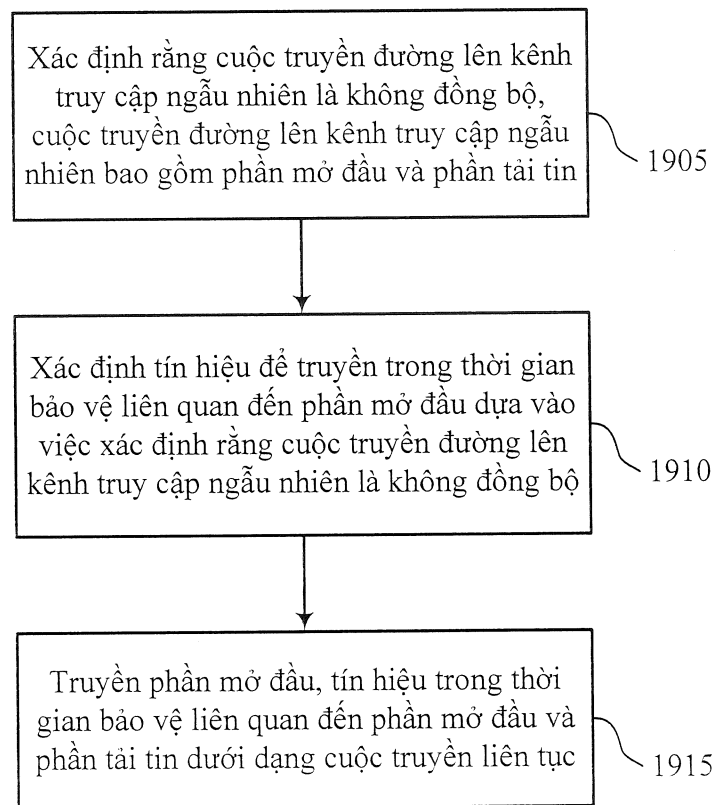 Xác định rằng cuộc truyền đường lên kênh
truy cập ngẫu nhiên là không đồng bộ,
cuộc truyền đường lên kênh truy cập ngẫu
nhiên bao gồm phần mở đầu và phần tải tin
1905
Xác định tín hiệu để truyền trong thời gian
bảo vệ liên quan đến phần mở đầu dựa vào
việc xác định rằng cuộc truyền đường lên
kênh truy cập ngẫu nhiên là không đồng bộ
1910
Truyền phần mở đầu, tín hiệu trong thời
gian bảo vệ liên quan đến phần mở đầu và
phần tải tin dưới dạng cuộc truyền liên tục
1915